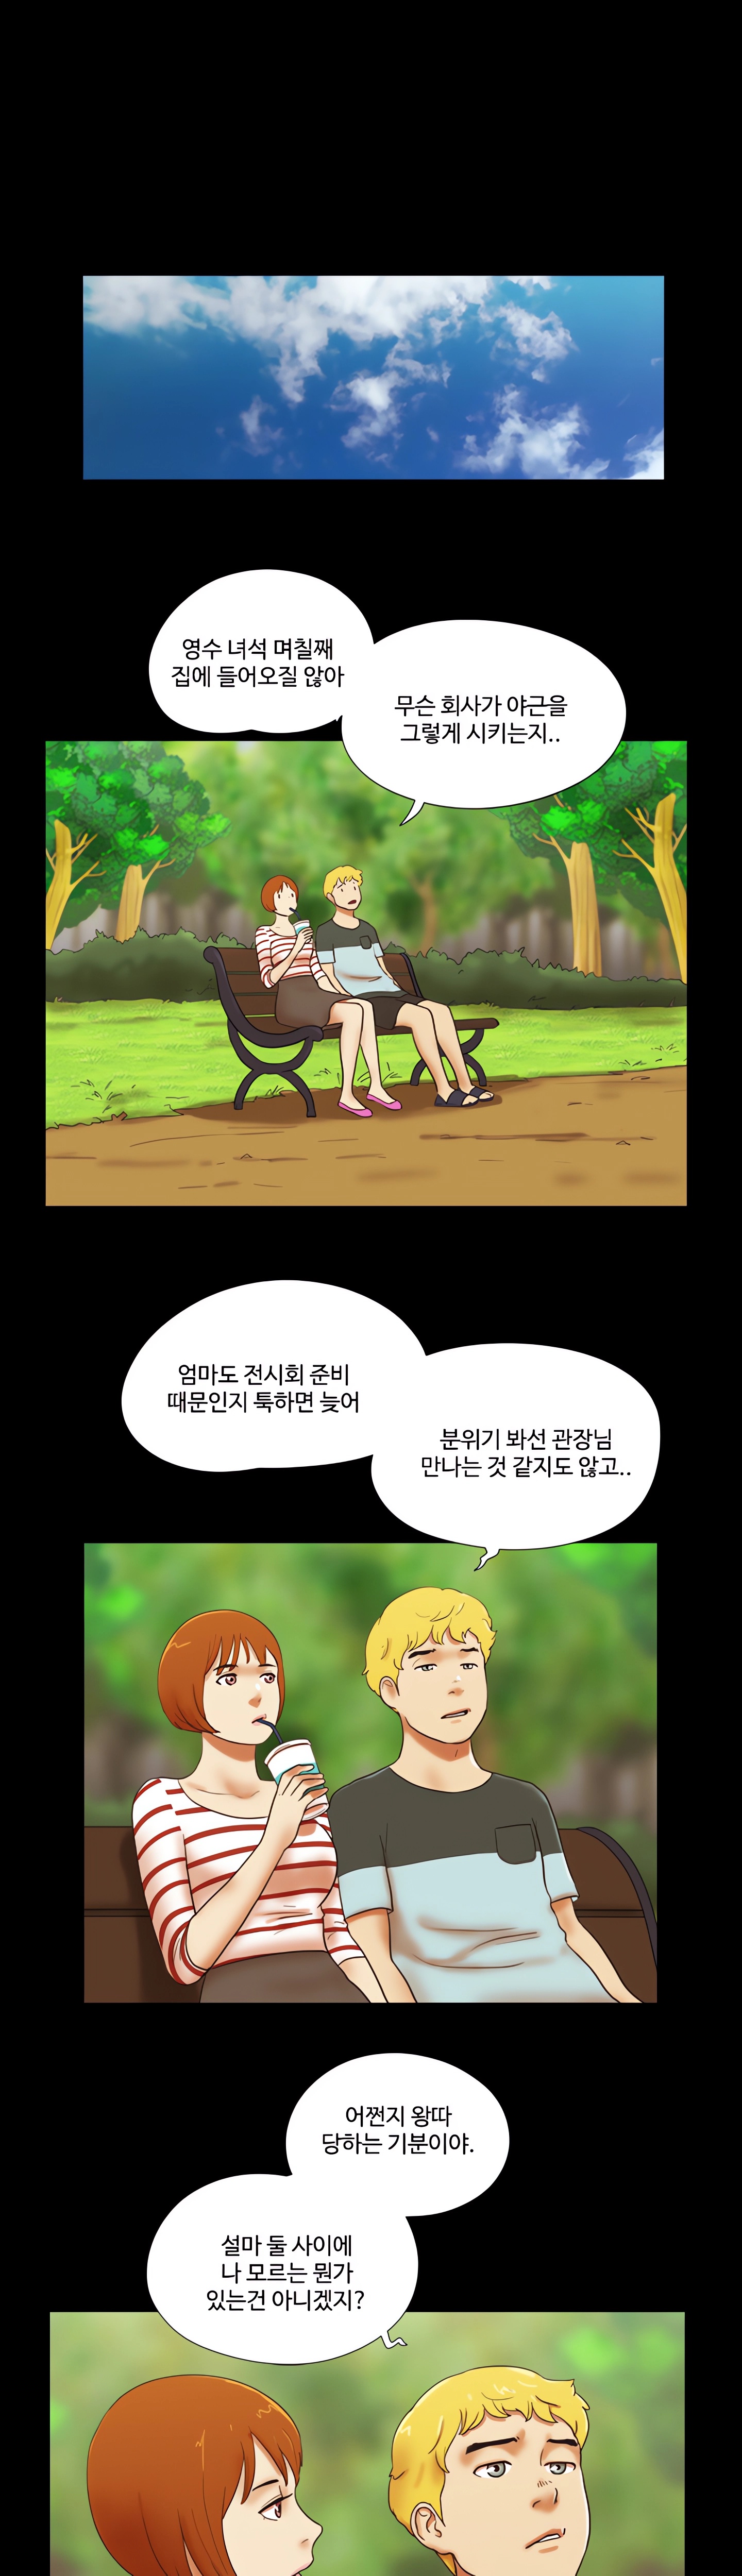 영수 녀석 며칠째
집에 들어오질 않아
무슨 회사가 야근을
그렇게 시키는지..
엄마도 전시회 준비
때문인지 툭하면 늦어
분위기 봐선 관장님
만나는 것 같지도 않고..
어쩐지 왕따
당하는 기분이야.
설마 둘 사이에
나 모르는 뭔가
있는건 아니겠지?